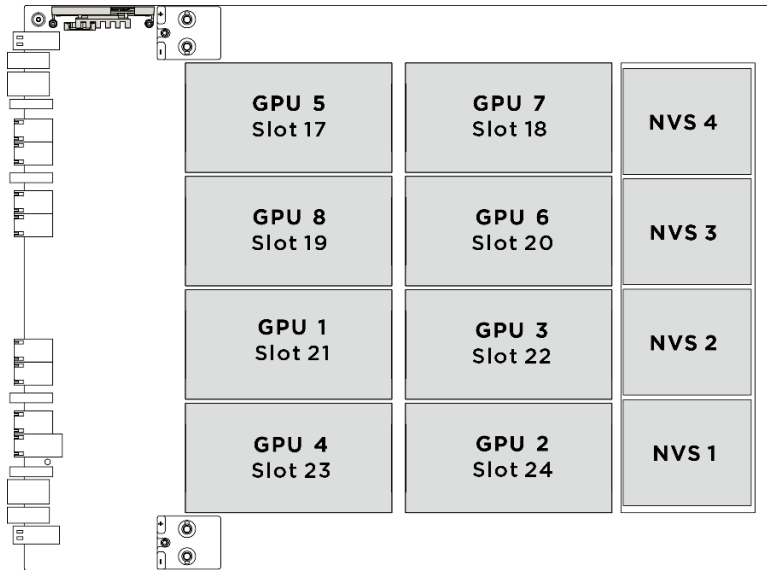 GPU 5
Slot 17
GPU 7
Slot 18
NVS 4
GPU 8
Slot 19
GPU 6
Slot 20
NVS 3
GPU 1
Slot 21
GPU 3
Slot 22
NVS 2
GPU 4
Slot 23
GPU 2
Slot 24
NVS 1